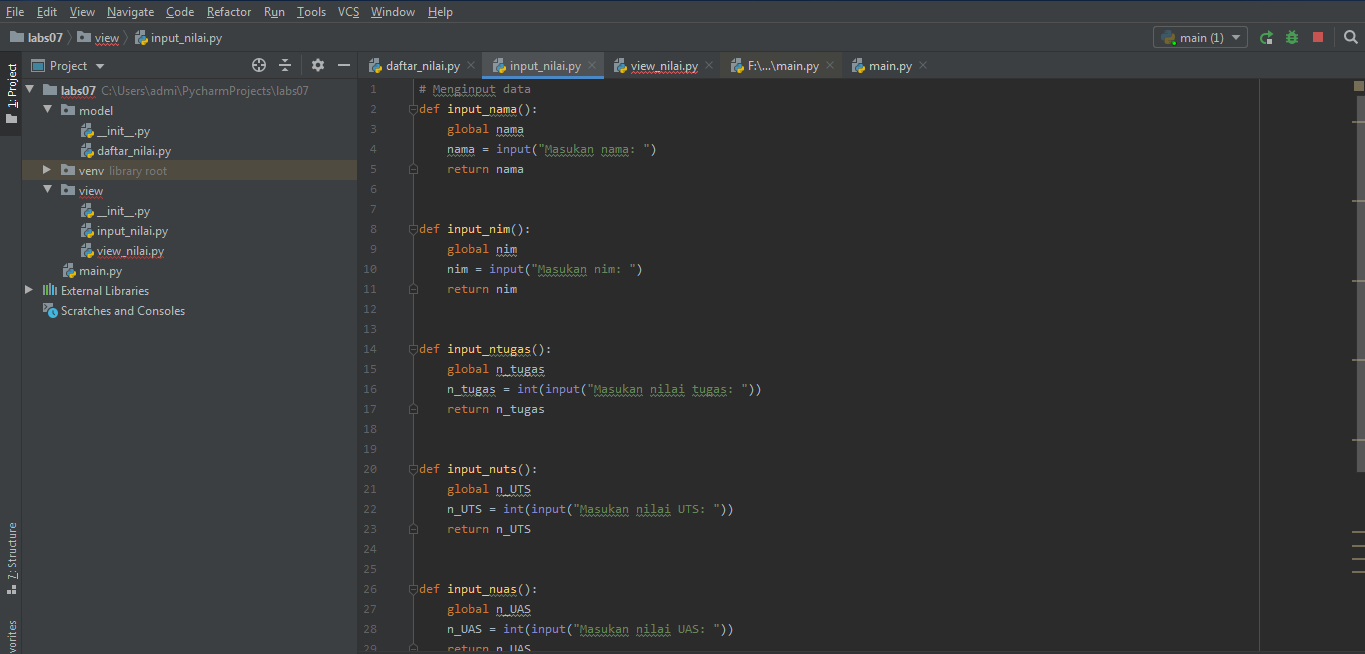 File Edit View Navigate Code Refactor Run Tools VCS Window Help
labs07 view input_nilai.py main (1)
1: Project
Project
daftar_nilai.py input_nilai.py view_nilai.py F:\...\main.py main.py
labs07 C:\Users\admi\PycharmProjects\labs07
model
__init__.py
daftar_nilai.py
venv library root
view
__init__.py
input_nilai.py
view_nilai.py
main.py
External Libraries
Scratches and Consoles
7: Structure
vorites
1 # Menginput data
2 def input_nama():
3 global nama
4 nama = input("Masukan nama: ")
5 return nama
6
7
8 def input_nim():
9 global nim
10 nim = input("Masukan nim: ")
11 return nim
12
13
14 def input_ntugas():
15 global n_tugas
16 n_tugas = int(input("Masukan nilai tugas: "))
17 return n_tugas
18
19
20 def input_nuts():
21 global n_UTS
22 n_UTS = int(input("Masukan nilai UTS: "))
23 return n_UTS
24
25
26 def input_nuas():
27 global n_UAS
28 n_UAS = int(input("Masukan nilai UAS: "))
29 return n_UAS